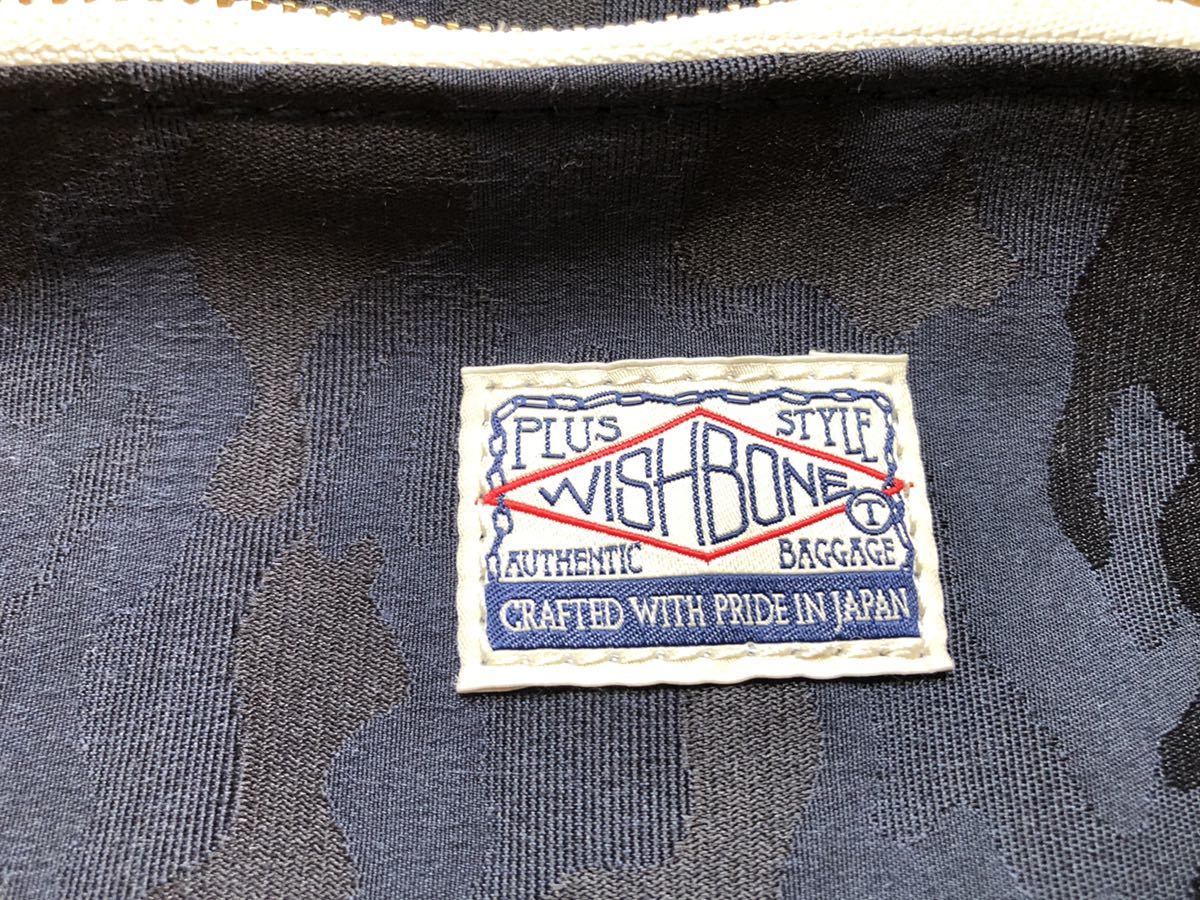 PLUS STYLE
WISHBONE
T
AUTHENTIC BAGGAGE
CRAFTED WITH PRIDE IN JAPAN